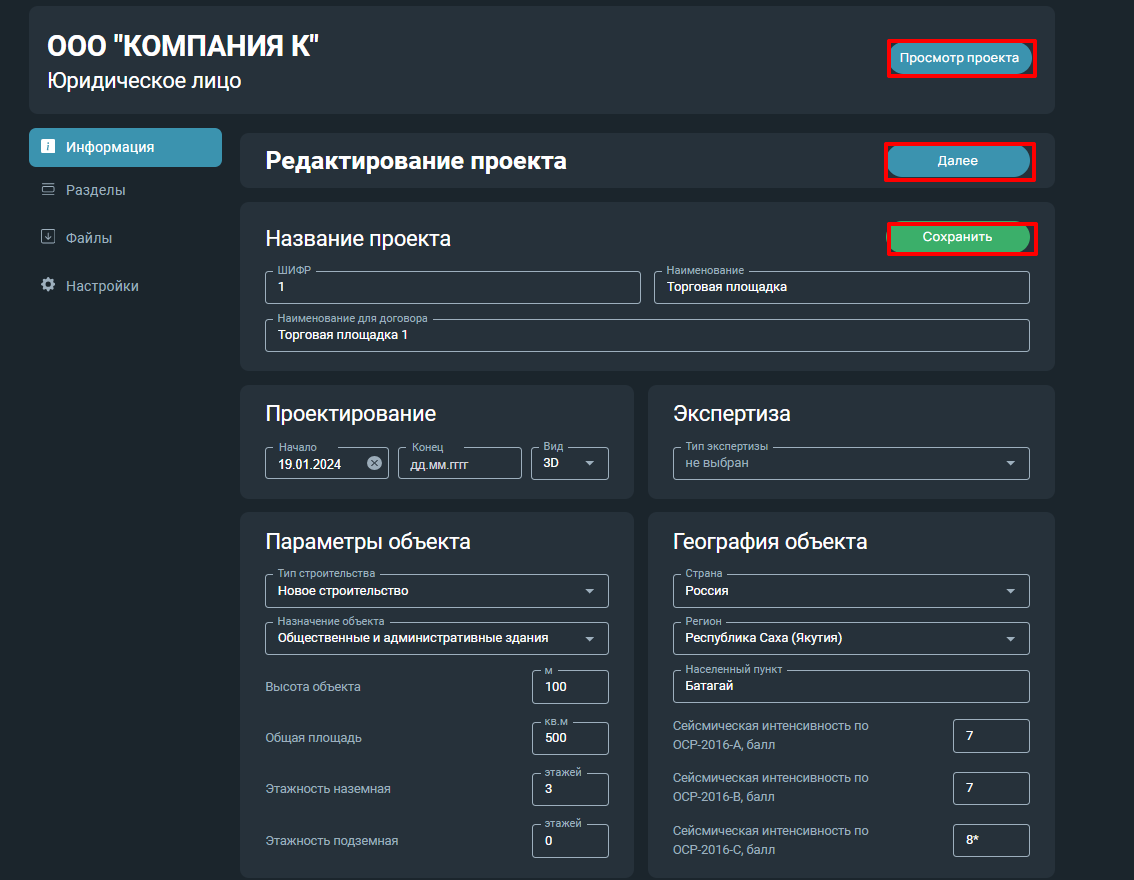 ООО "КОМПАНИЯ К"
Юридическое лицо
Просмотр проекта
Информация
Разделы
Файлы
Настройки
Редактирование проекта
Далее
Название проекта
Сохранить
ШИФР
1
Наименование
Торговая площадка
Наименование для договора
Торговая площадка 1
Проектирование
Начало
19.01.2024
Конец
дд.мм.гггг
Вид
3D
Экспертиза
Тип экспертизы
не выбран
Параметры объекта
Тип строительства
Новое строительство
Назначение объекта
Общественные и административные здания
Высота объекта
м
100
Общая площадь
кв.м
500
Этажность наземная
этажей
3
Этажность подземная
этажей
0
География объекта
Страна
Россия
Регион
Республика Саха (Якутия)
Населенный пункт
Батагай
Сейсмическая интенсивность по
ОСР-2016-А, балл
7
Сейсмическая интенсивность по
ОСР-2016-В, балл
7
Сейсмическая интенсивность по
ОСР-2016-С, балл
8*